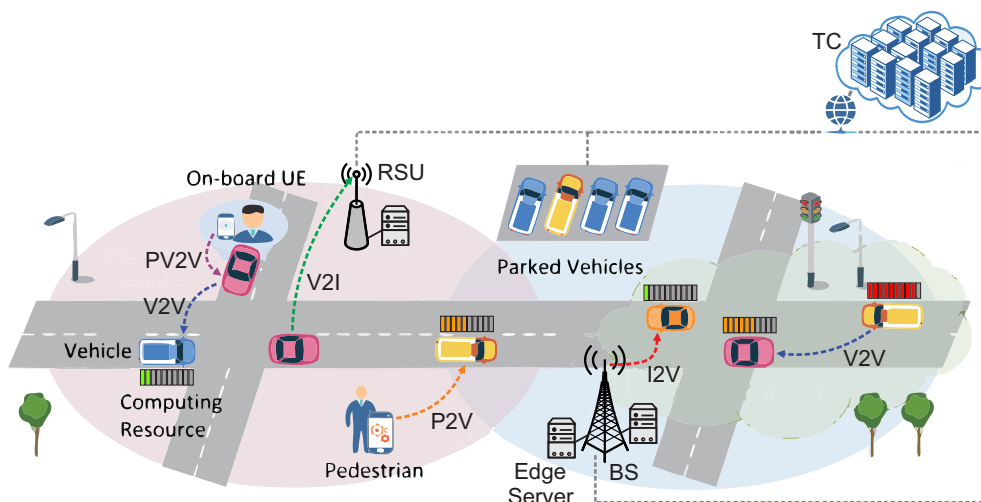 TC
On-board UE
RSU
PV2V
V2I
Parked Vehicles
V2V
Vehicle
I2V
V2V
Computing
Resource
P2V
Pedestrian
Edge
Server
BS